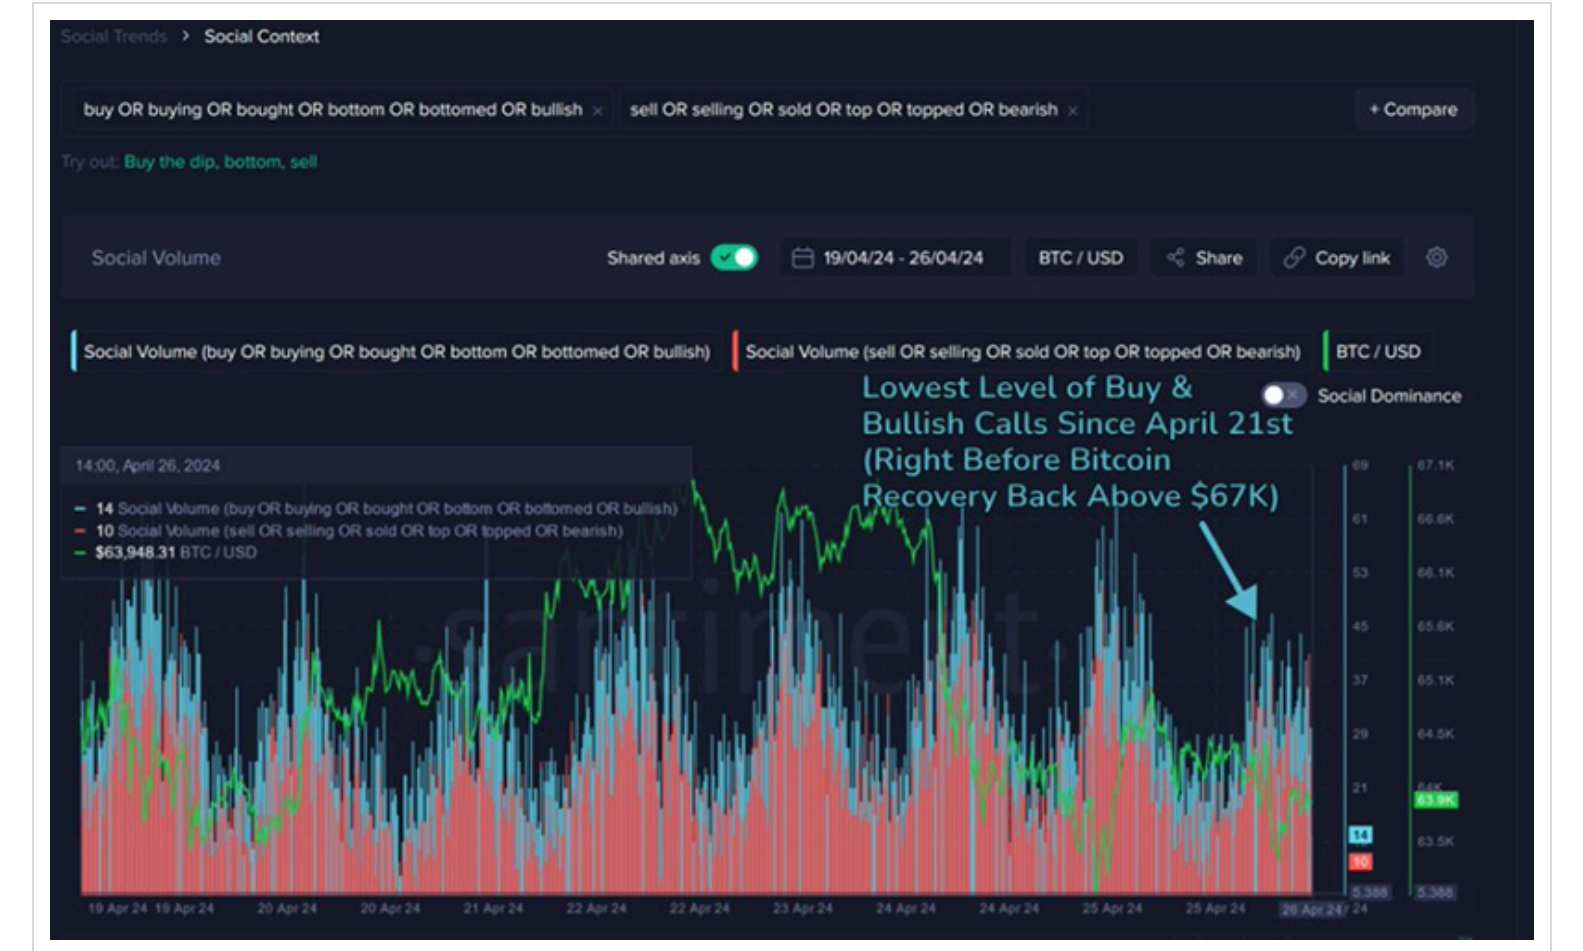 Social Trends > Social Context
buy OR buying OR bought OR bottom OR bottomed OR bullish ×
sell OR selling OR sold OR top OR topped OR bearish ×
+ Compare
Try out: Buy the dip, bottom, sell
Social Volume
Shared axis
19/04/24 - 26/04/24
BTC / USD
Share
Copy link
Social Volume (buy OR buying OR bought OR bottom OR bottomed OR bullish)
Social Volume (sell OR selling OR sold OR top OR topped OR bearish)
BTC / USD
Social Dominance
Lowest Level of Buy &
Bullish Calls Since April 21st
(Right Before Bitcoin
Recovery Back Above $67K)
14:00, April 26, 2024
14 Social Volume (buy OR buying OR bought OR bottom OR bottomed OR bullish)
10 Social Volume (sell OR selling OR sold OR top OR topped OR bearish)
$63,948.31 BTC / USD
santiment
69
61
53
45
37
29
21
14
10
5.388
67.1K
66.6K
66.1K
65.6K
65.1K
64.5K
64K
63.9K
63.5K
5.388
19 Apr 24 19 Apr 24 20 Apr 24 20 Apr 24 21 Apr 24 22 Apr 24 22 Apr 24 23 Apr 24 24 Apr 24 24 Apr 24 25 Apr 24 25 Apr 24 26 Apr 24 24